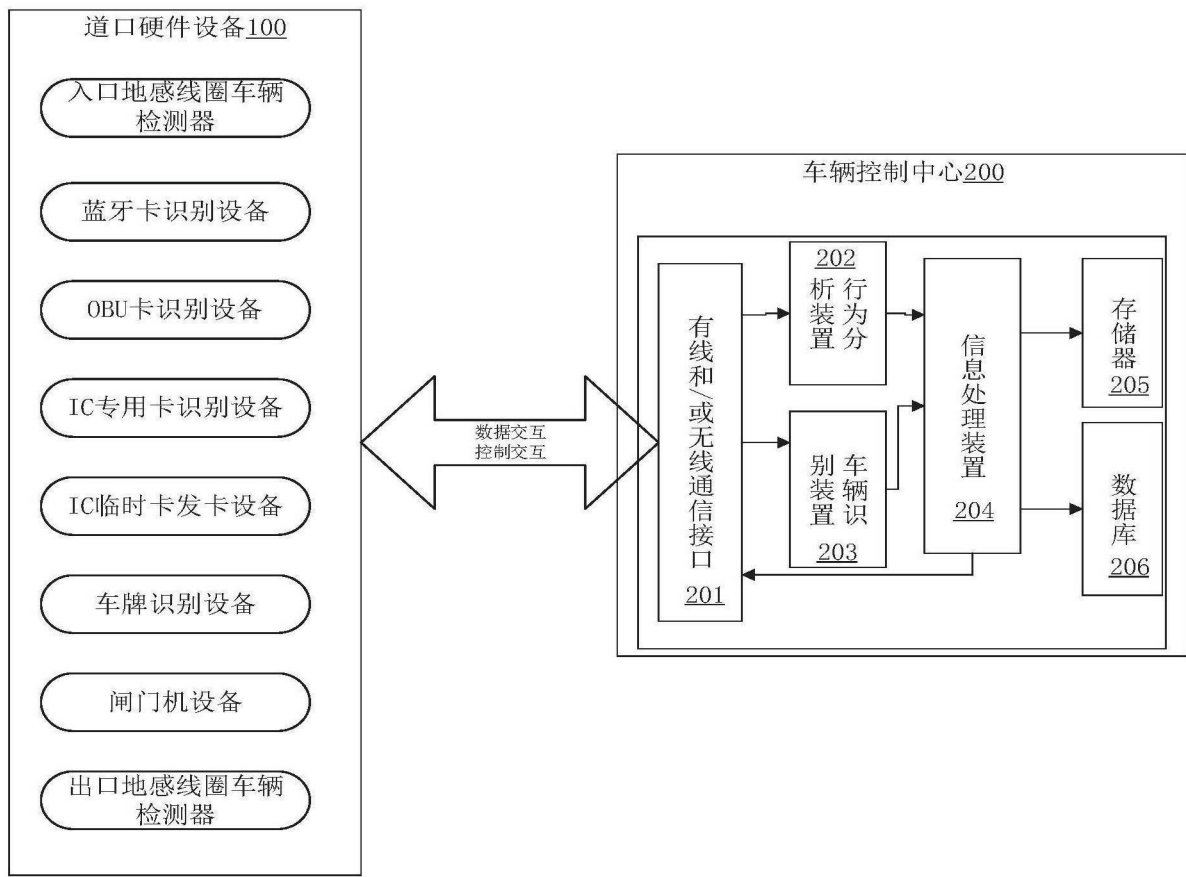 道口硬件设备100
入口地感线圈车辆
检测器
蓝牙卡识别设备
OBU卡识别设备
IC专用卡识别设备
IC临时卡发卡设备
车牌识别设备
闸门机设备
出口地感线圈车辆
检测器
数据交互
控制交互
车辆控制中心200
有线和/或无线通信接口
201
202
行为分
析装置
车辆识
别装置
203
信息处理装置
204
存储器
205
数据库
206